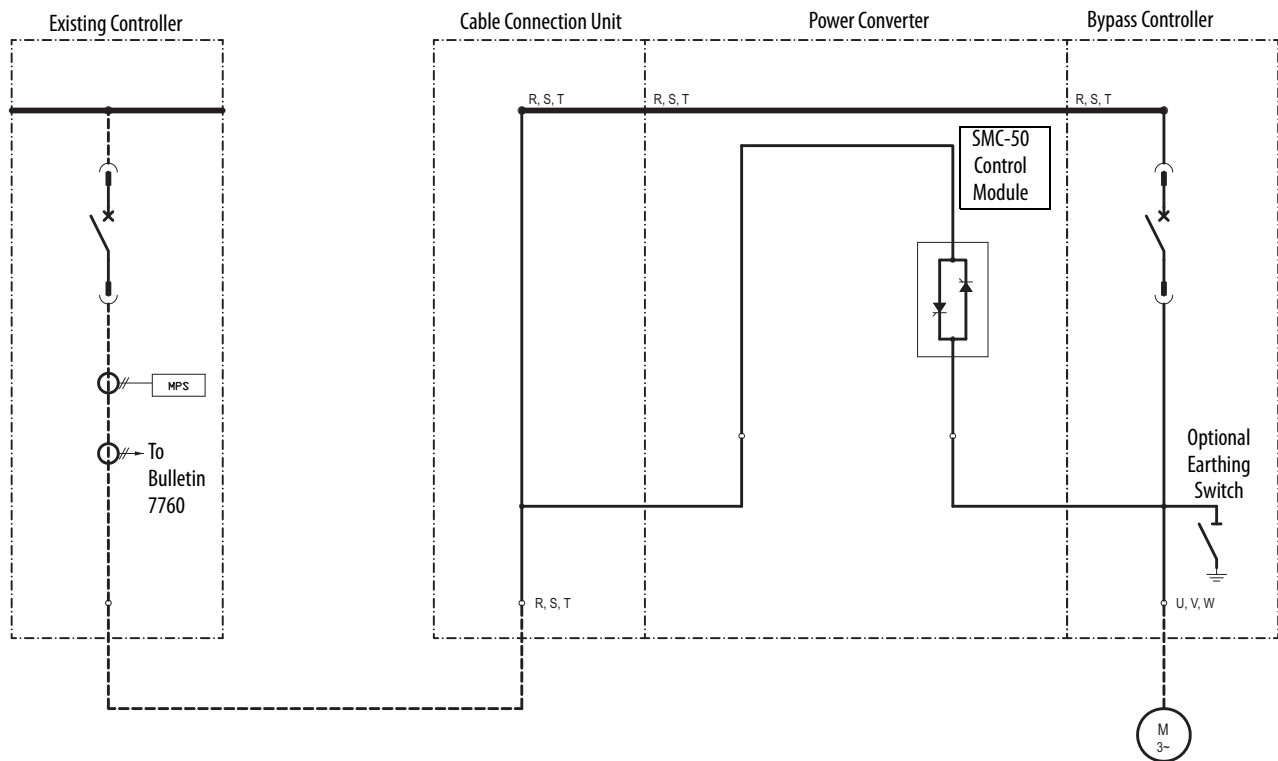 Existing Controller
Cable Connection Unit
Power Converter
Bypass Controller
R, S, T
R, S, T
R, S, T
SMC-50
Control
Module
MPS
To
Bulletin
7760
Optional
Earthing
Switch
R, S, T
U, V, W
M
3~